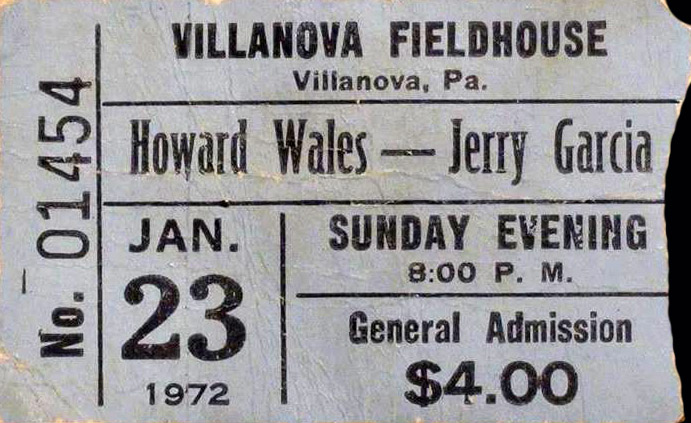 VILLANOVA FIELDHOUSE
Villanova, Pa.
Howard Wales — Jerry Garcia
JAN.
23
1972
SUNDAY EVENING
8:00 P. M.
General Admission
$4.00
No. 01454